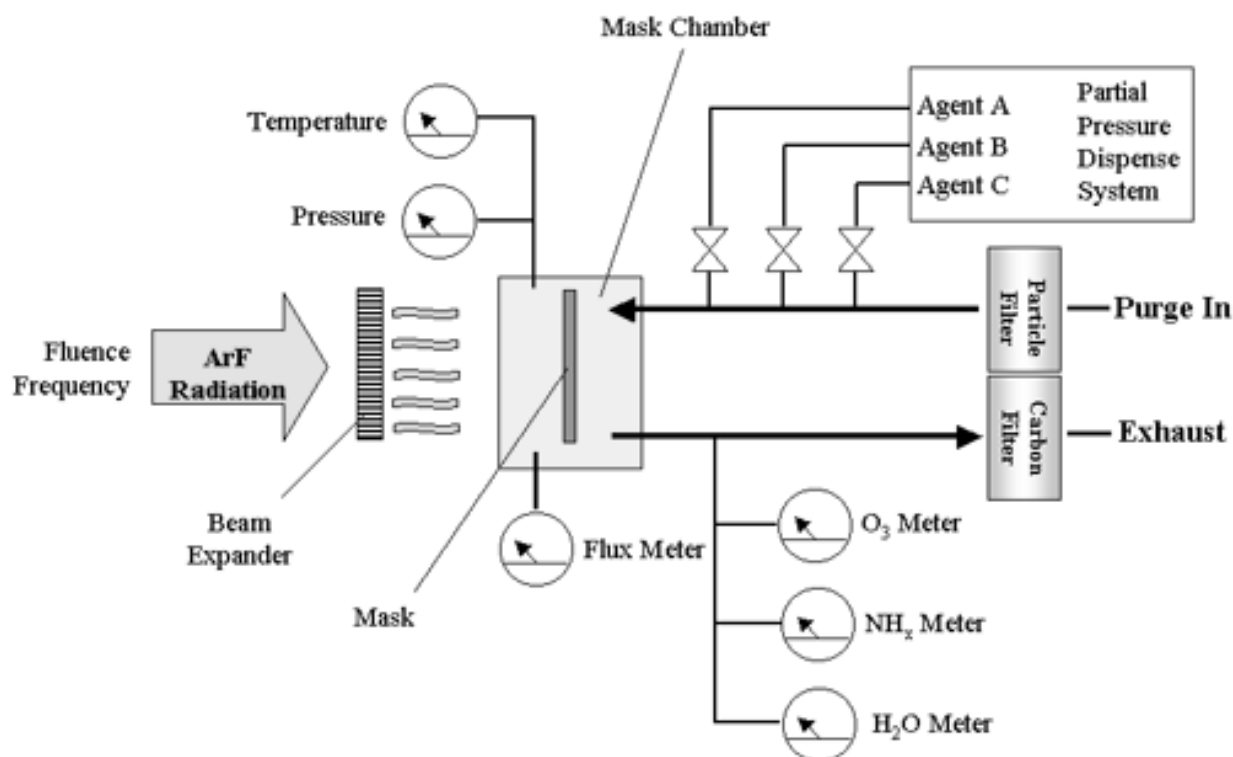 Mask Chamber
Temperature
Pressure
Agent A
Agent B
Agent C
Partial
Pressure
Dispense
System
Particle
Filter
Purge In
Fluence
Frequency
ArF
Radiation
Carbon
Filter
Exhaust
Beam
Expander
Mask
Flux Meter
O₃ Meter
NHₓ Meter
H₂O Meter